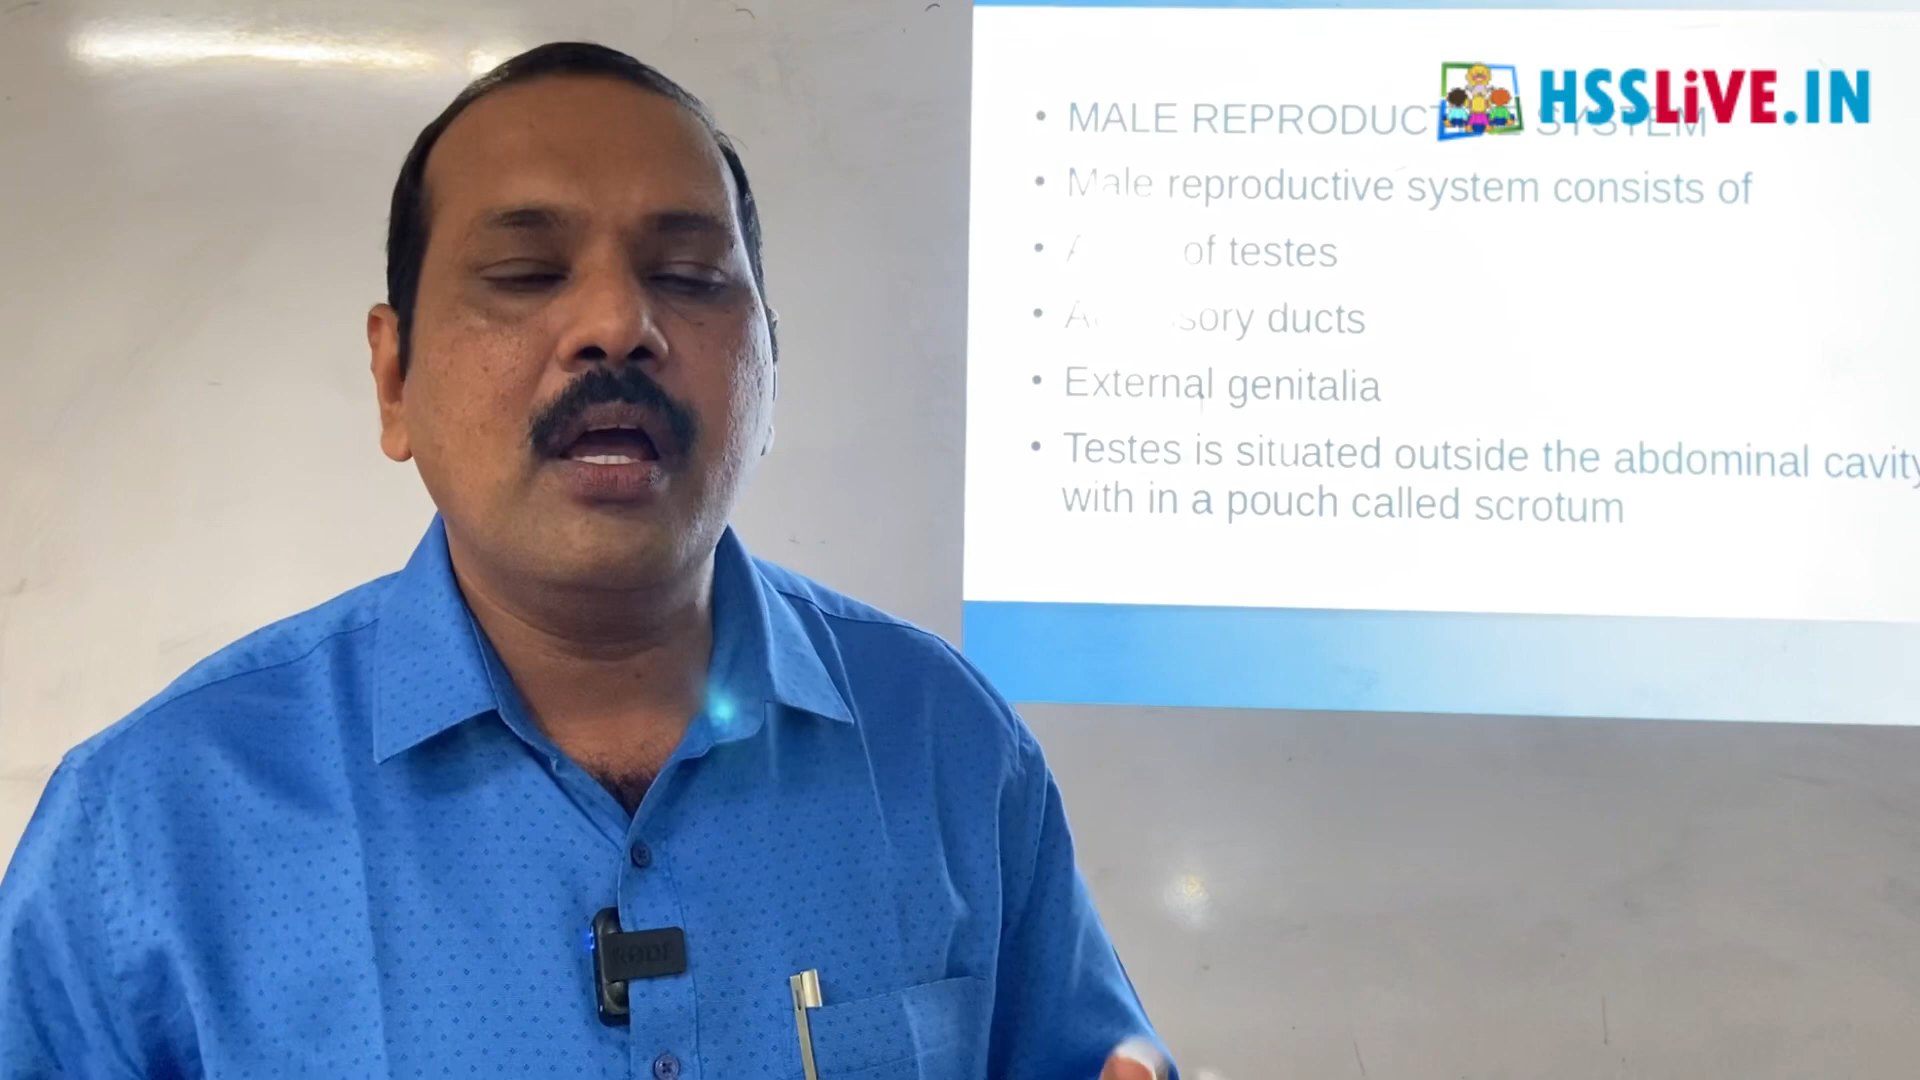 HSSLiVE.IN
• MALE REPRODUC SYSTEM
• Male reproductive system consists of
• of testes
• ducts
• External genitalia
• Testes is situated outside the abdominal cavity
with in a pouch called scrotum